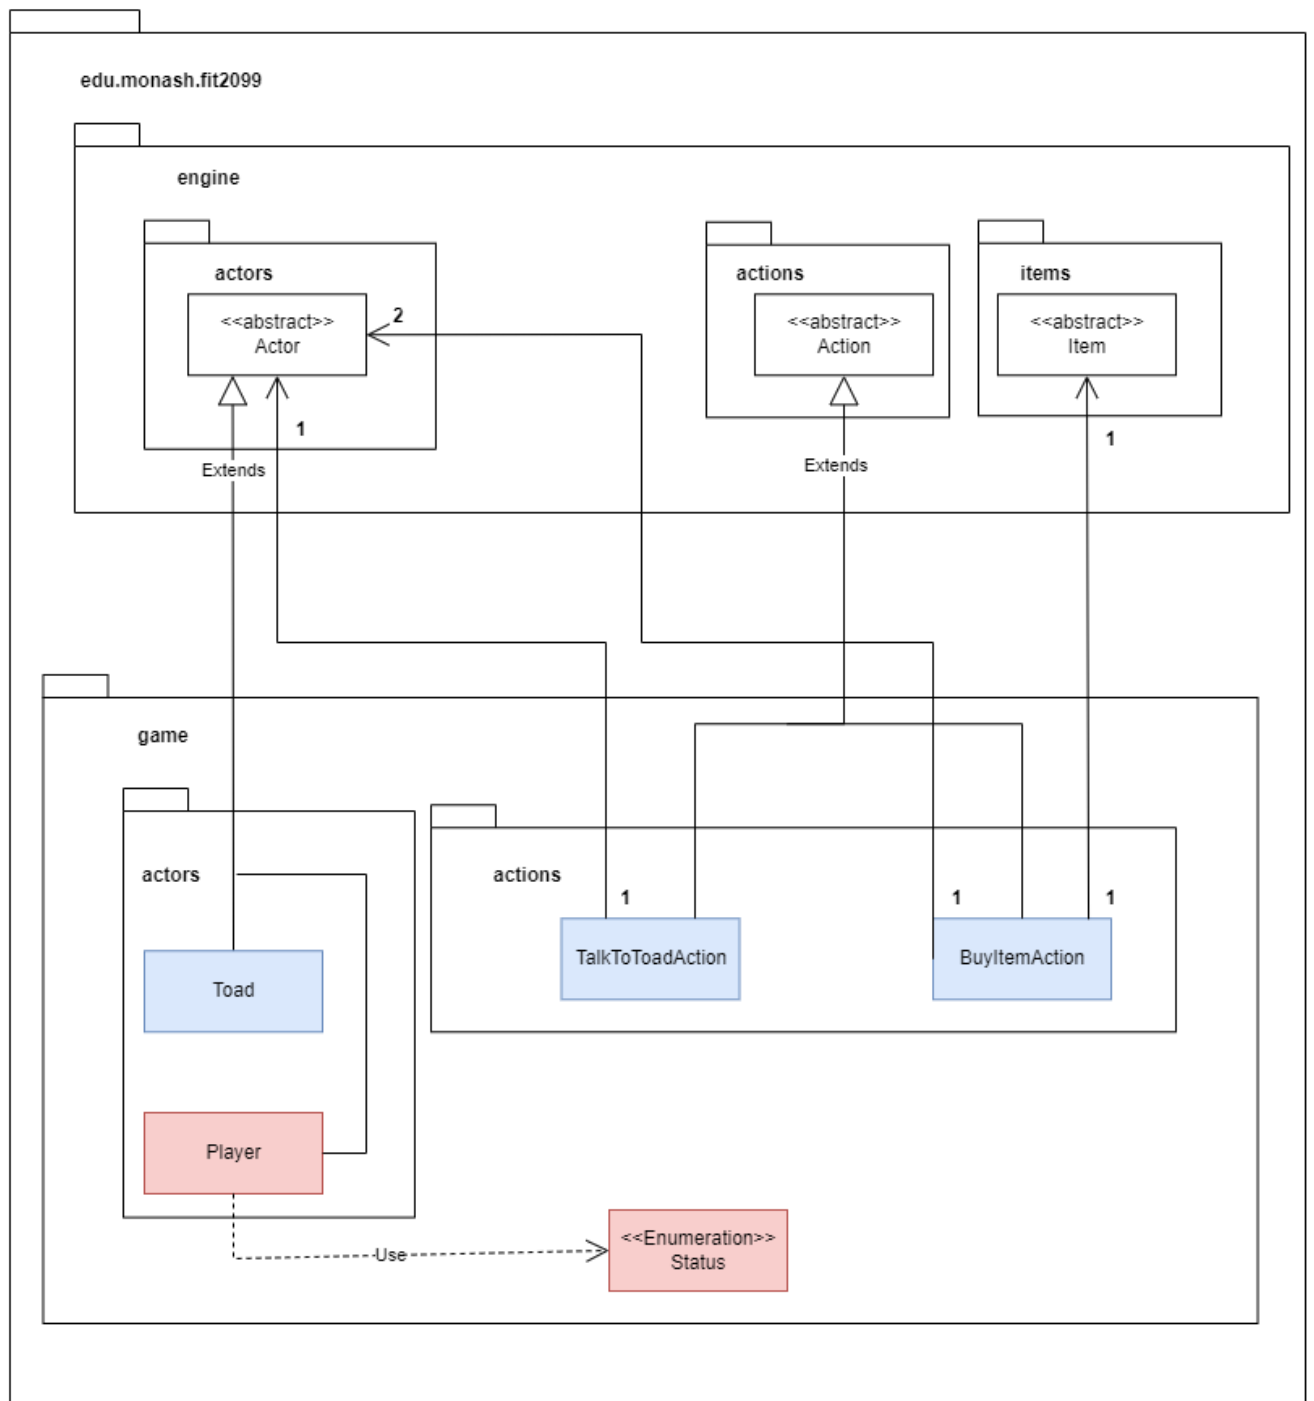 edu.monash.fit2099
engine
actors
actions
items
<<abstract>>
Actor
2
<<abstract>>
Action
<<abstract>>
Item
1
1
Extends
Extends
game
actors
actions
1
1
1
TalkToToadAction
BuyItemAction
Toad
Player
Use
<<Enumeration>>
Status